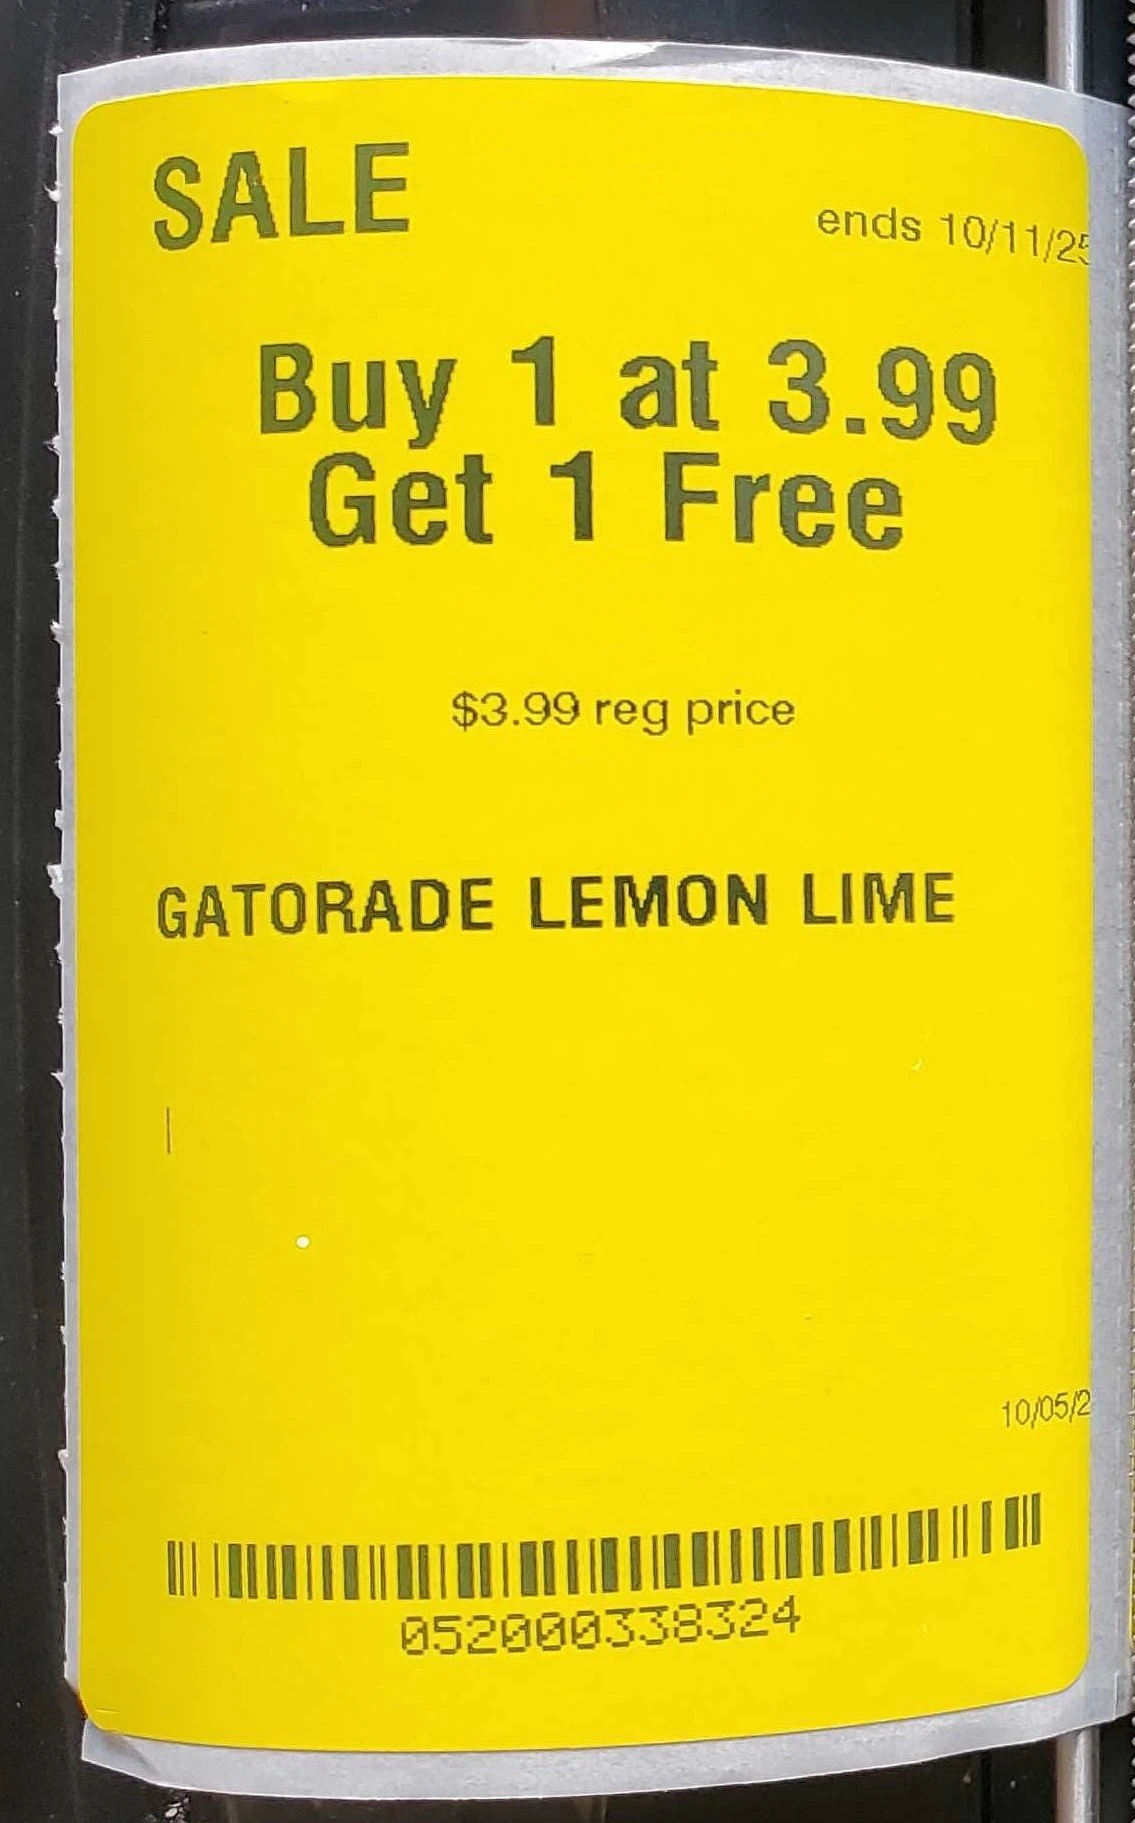 SALE
ends 10/11/25
Buy 1 at 3.99
Get 1 Free
$3.99 reg price
GATORADE LEMON LIME
10/05/2
052000338324